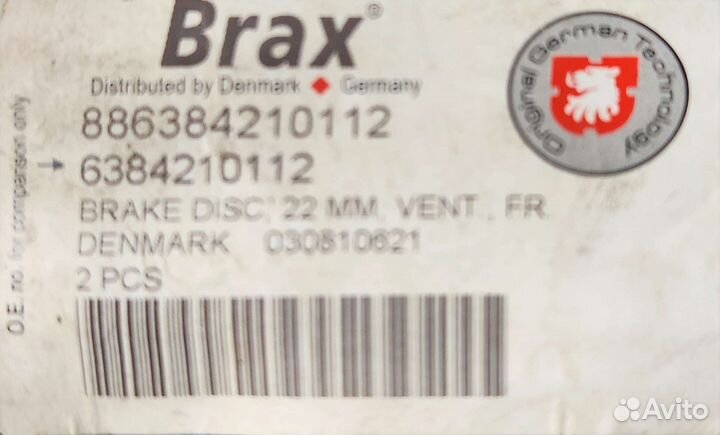 Brax®
Distributed by Denmark ♦ Germany
886384210112
→ 6384210112
BRAKE DISC, 22 MM, VENT., FR.
DENMARK 030810621
2 PCS
O.E. no. for comparison only
Original German Technology
Avito